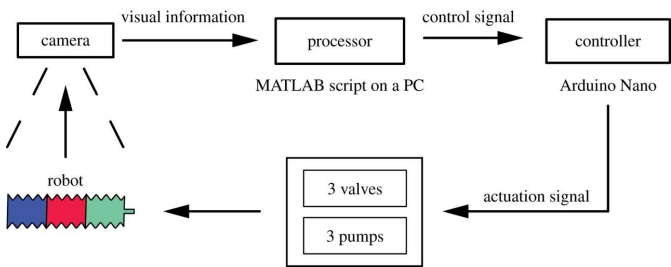 visual information
control signal
camera
processor
controller
MATLAB script on a PC
Arduino Nano
robot
3 valves
actuation signal
3 pumps